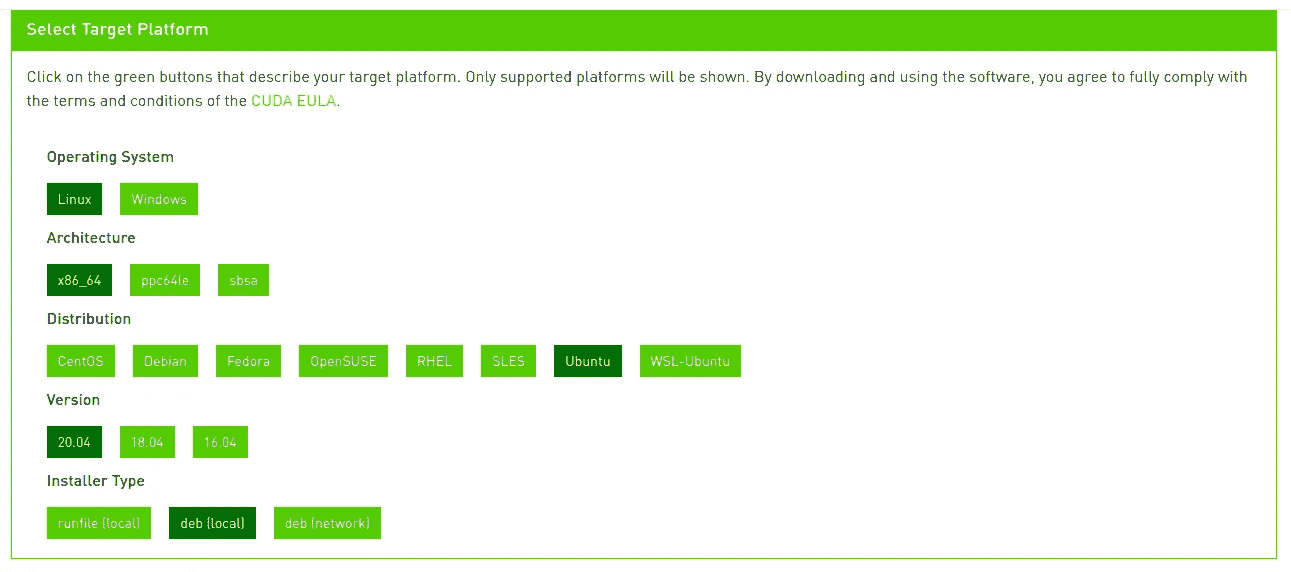 Select Target Platform
Click on the green buttons that describe your target platform. Only supported platforms will be shown. By downloading and using the software, you agree to fully comply with
the terms and conditions of the CUDA EULA.
Operating System
Linux Windows
Architecture
x86_64 ppc64le sbsa
Distribution
CentOS Debian Fedora OpenSUSE RHEL SLES Ubuntu WSL-Ubuntu
Version
20.04 18.04 16.04
Installer Type
runfile (local) deb (local) deb (network)